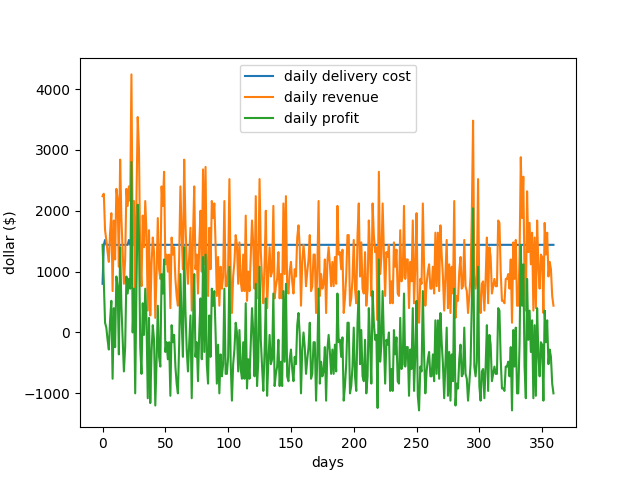 daily delivery cost
daily revenue
daily profit
4000
3000
2000
1000
0
−1000
dollar ($)
0 50 100 150 200 250 300 350
days